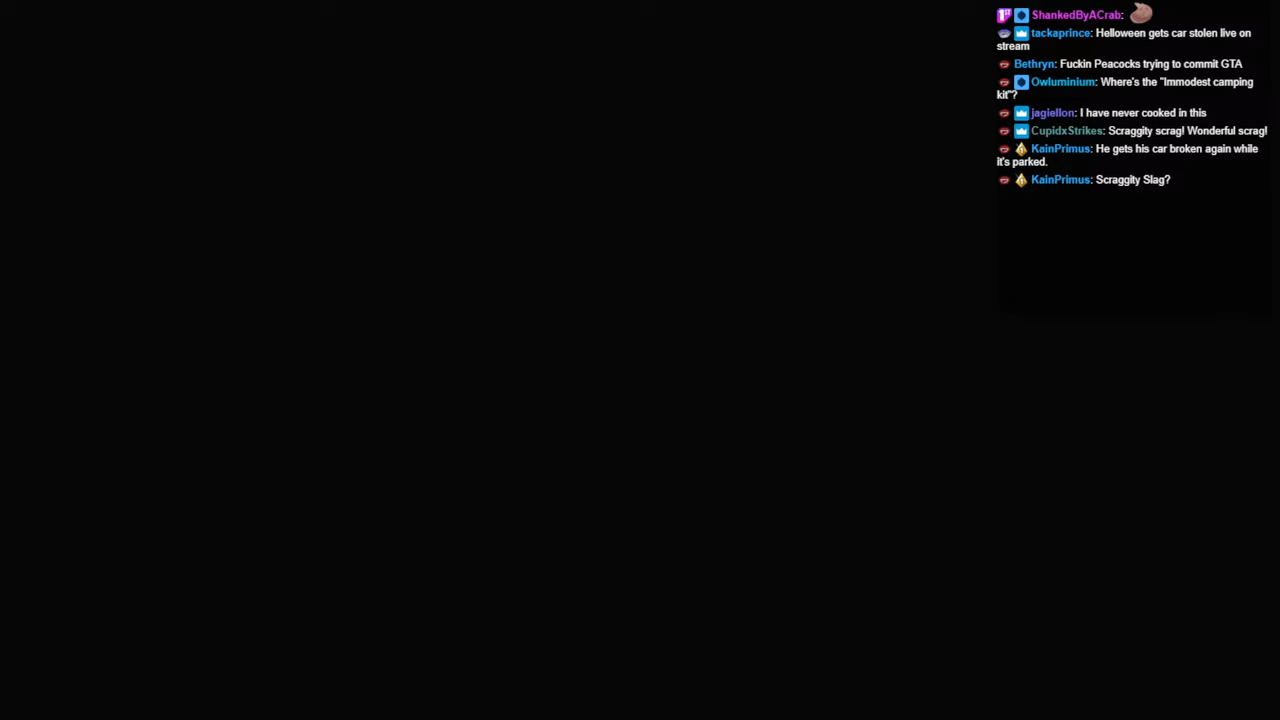 ShankedByACrab:
tackaprince: Helloween gets car stolen live on
stream
Bethryn: Fuckin Peacocks trying to commit GTA
Owluminium: Where's the "Immodest camping
kit"?
jagiellon: I have never cooked in this
CupidxStrikes: Scraggity scrag! Wonderful scrag!
KainPrimus: He gets his car broken again while
it's parked.
KainPrimus: Scraggity Slag?